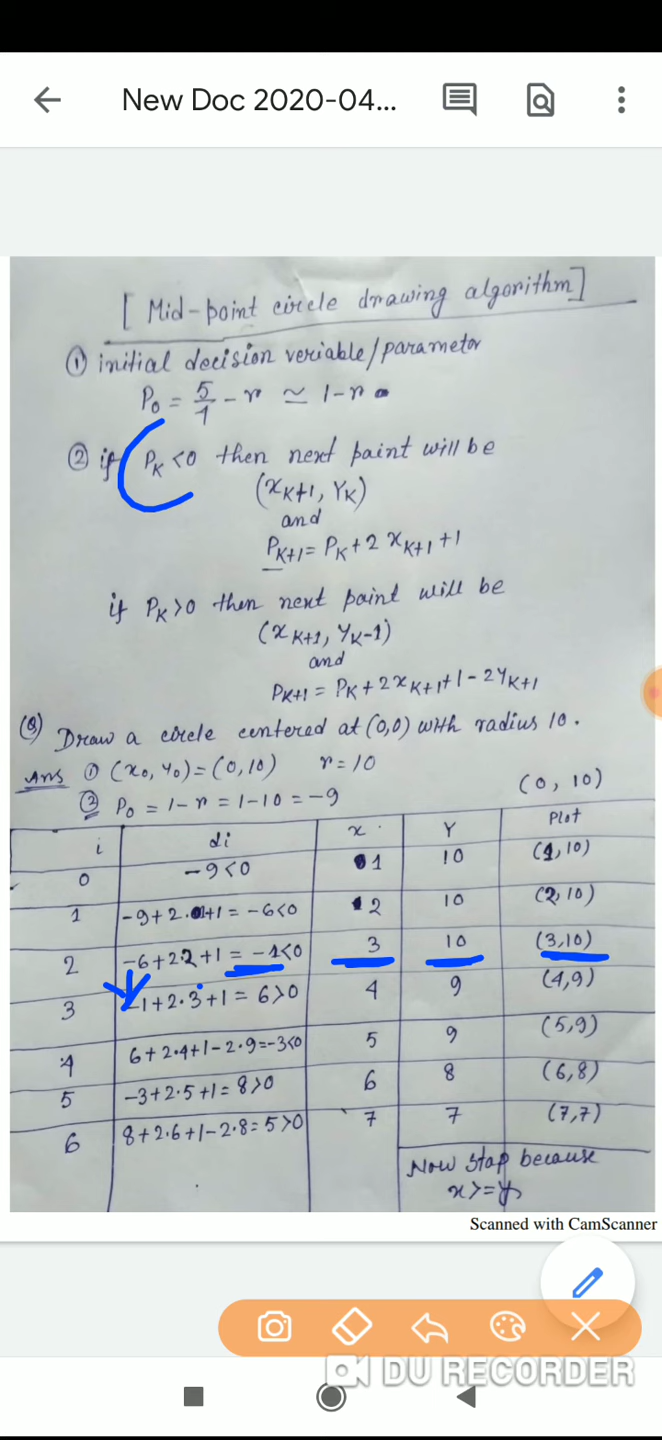 New Doc 2020-04...
[ Mid-point circle drawing algorithm]
① initial decision veriable/parameter
P₀ = 5/4 - r ≃ 1-r
② if Pₖ<0 then next point will be
(xₖ+1, Yₖ)
and
Pₖ+1 = Pₖ+2xₖ+1+1
if Pₖ>0 then next point will be
(xₖ+1, Yₖ-1)
and
Pₖ+1 = Pₖ+2xₖ+1+1-2Yₖ+1
(Q) Draw a circle centered at (0,0) with radius 10.
Ans ① (x₀, y₀)=(0,10) r=10
② P₀ = 1-r = 1-10 = -9 (0, 10)
i di x Y Plot
0 -9<0 1 10 (1,10)
1 -9+2.1+1 = -6<0 2 10 (2,10)
2 -6+2.2+1 = -1<0 3 10 (3,10)
3 -1+2.3+1 = 6>0 4 9 (4,9)
4 6+2.4+1-2.9=-3<0 5 9 (5,9)
5 -3+2.5+1=8>0 6 8 (6,8)
6 8+2.6+1-2.8=5>0 7 7 (7,7)
Now stop because
x>=y
Scanned with CamScanner
DU RECORDER